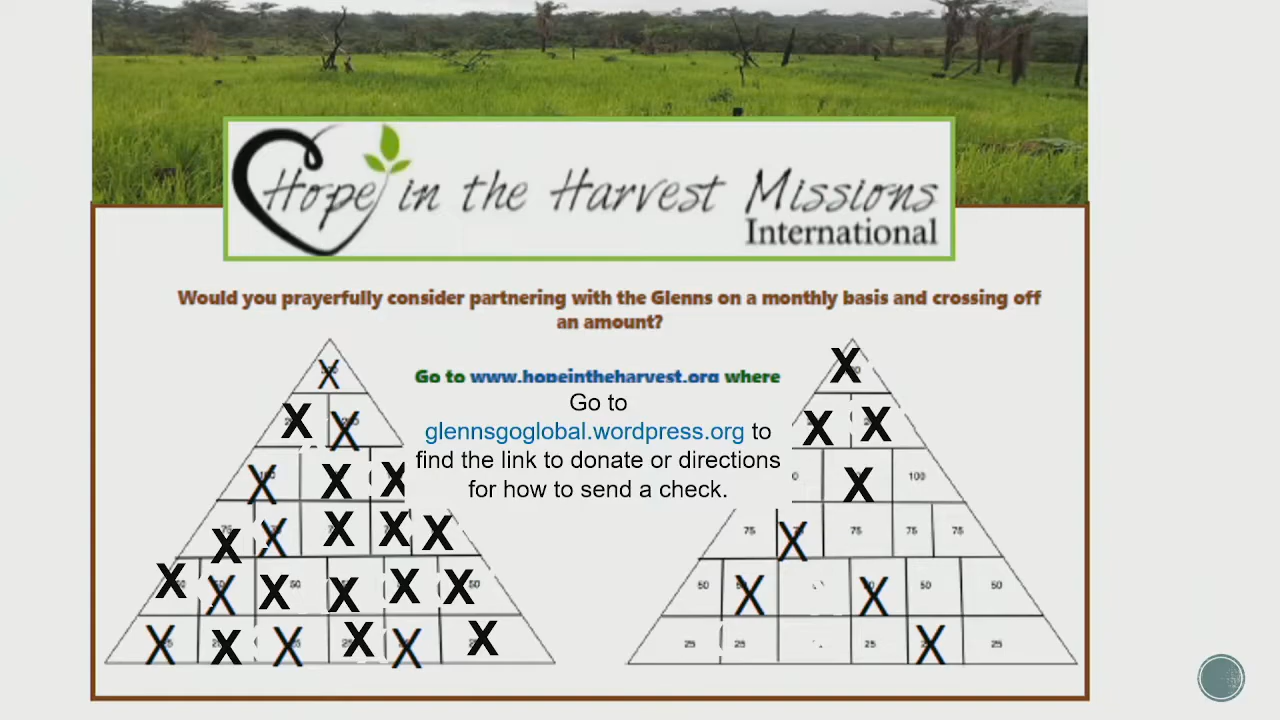 Hope in the Harvest Missions
International
Would you prayerfully consider partnering with the Glenns on a monthly basis and crossing off
an amount?
Go to www.hopeintheharvest.org where
Go to
glennsgoglobal.wordpress.org to
find the link to donate or directions
for how to send a check.
X
X X
X X X
X X X X X
X X X X X X 50
X X X X X X
X
X X
X 100
75 X 75 75 75
50 X X 50 50
25 25 25 X 25